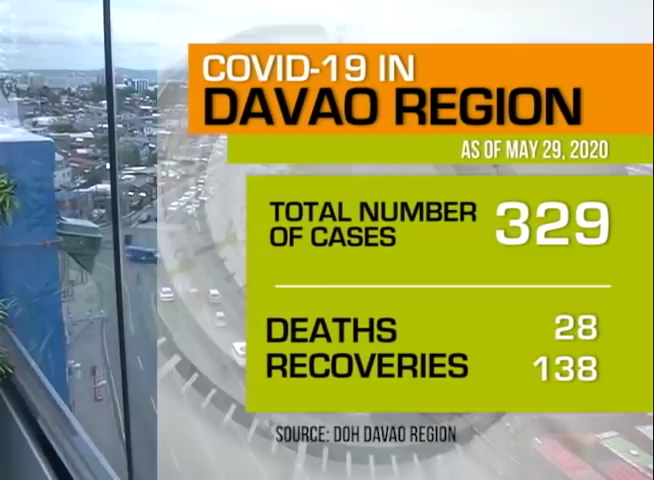 COVID-19 IN
DAVAO REGION
AS OF MAY 29, 2020
TOTAL NUMBER
OF CASES
329
DEATHS 28
RECOVERIES 138
SOURCE: DOH DAVAO REGION